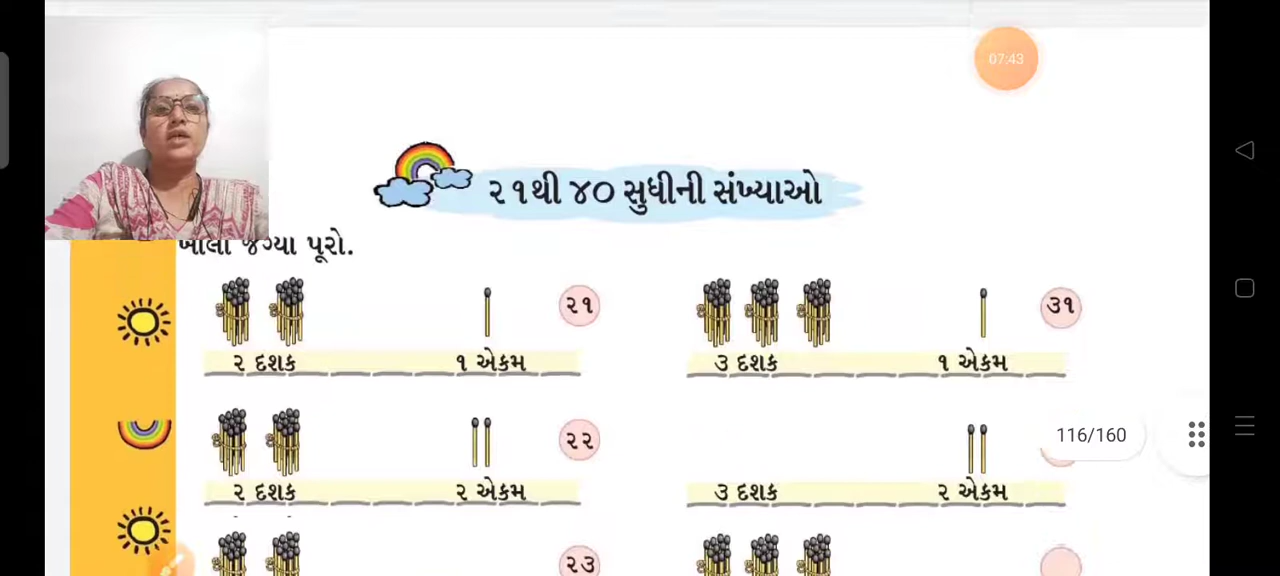 07:43
૨૧થી ૪૦ સુધીની સંખ્યાઓ
ખાલી જગ્યા પૂરો.
૨૧
૩૧
૨ દશક ૧ એકમ
૩ દશક ૧ એકમ
૨૨
૨ દશક ૨ એકમ
૩ દશક ૨ એકમ
116/160
૨૩